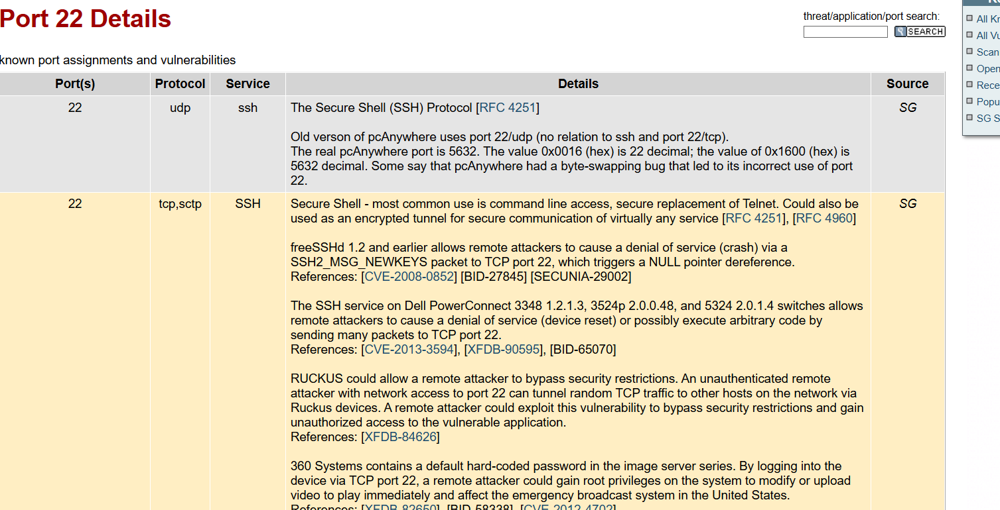 Port 22 Details
threat/application/port search:
SEARCH
known port assignments and vulnerabilities
Port(s) Protocol Service Details Source
22 udp ssh The Secure Shell (SSH) Protocol [RFC 4251] SG
Old verson of pcAnywhere uses port 22/udp (no relation to ssh and port 22/tcp).
The real pcAnywhere port is 5632. The value 0x0016 (hex) is 22 decimal; the value of 0x1600 (hex) is
5632 decimal. Some say that pcAnywhere had a byte-swapping bug that led to its incorrect use of port
22.
22 tcp,sctp SSH Secure Shell - most common use is command line access, secure replacement of Telnet. Could also be SG
used as an encrypted tunnel for secure communication of virtually any service [RFC 4251], [RFC 4960]
freeSSHd 1.2 and earlier allows remote attackers to cause a denial of service (crash) via a
SSH2_MSG_NEWKEYS packet to TCP port 22, which triggers a NULL pointer dereference.
References: [CVE-2008-0852] [BID-27845] [SECUNIA-29002]
The SSH service on Dell PowerConnect 3348 1.2.1.3, 3524p 2.0.0.48, and 5324 2.0.1.4 switches allows
remote attackers to cause a denial of service (device reset) or possibly execute arbitrary code by
sending many packets to TCP port 22.
References: [CVE-2013-3594], [XFDB-90595], [BID-65070]
RUCKUS could allow a remote attacker to bypass security restrictions. An unauthenticated remote
attacker with network access to port 22 can tunnel random TCP traffic to other hosts on the network via
Ruckus devices. A remote attacker could exploit this vulnerability to bypass security restrictions and gain
unauthorized access to the vulnerable application.
References: [XFDB-84626]
360 Systems contains a default hard-coded password in the image server series. By logging into the
device via TCP port 22, a remote attacker could gain root privileges on the system to modify or upload
video to play immediately and affect the emergency broadcast system in the United States.
References: [XFDB-82650], [BID-58338], [CVE-2012-4702]
All Kr
All Vu
Scan
Open
Rece
Popu
SG S